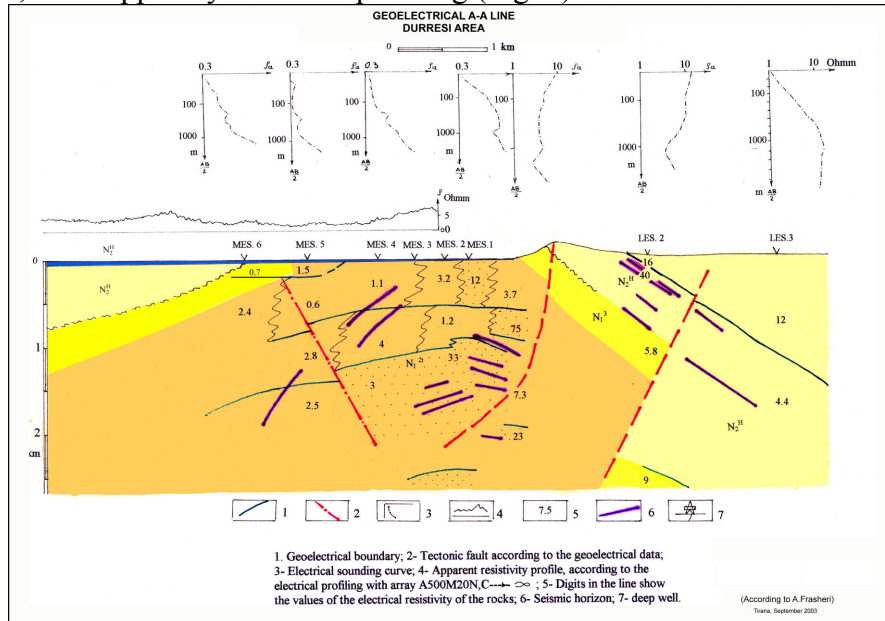 GEOELECTRICAL A-A LINE
DURRESI AREA
0 1 km
0.3 ρₐ 0.3 ρₐ 0.3 ρₐ 0.3 1 10 ρₐ 1 10 ρₐ 1 10 Ohmm
100 100 100 100 100 100 100
1000 1000 1000 1000 1000 1000 1000
m m m m m m m
AB/2 AB/2 AB/2 AB/2 AB/2 AB/2 AB/2
ρ Ohmm
5
0
N₂ᴴ MES. 6 MES. 5 MES. 4 MES. 3 MES. 2 MES.1 LES. 2 LES.3
0
0.7 1.5 1.1 3.2 12 3.7 16
40
N₂ᴴ N₂ᴴ
2.4 0.6 1.2 75 N₁³ 12
1
2.8 4 N₁²ᵗ 33 5.8
3 7.3 4.4
2.5 N₂ᴴ
2 23
cm
9
1 2 3 4 7.5 5 6 7
1. Geoelectrical boundary; 2- Tectonic fault according to the geoelectrical data;
3- Electrical sounding curve; 4- Apparent resistivity profile, according to the
electrical profiling with array A500M20N,C---→ ∞ ; 5- Digits in the line show
the values of the electrical resistivity of the rocks; 6- Seismic horizon; 7- deep well.
(According to A.Frasheri)
Tirana, September 2003